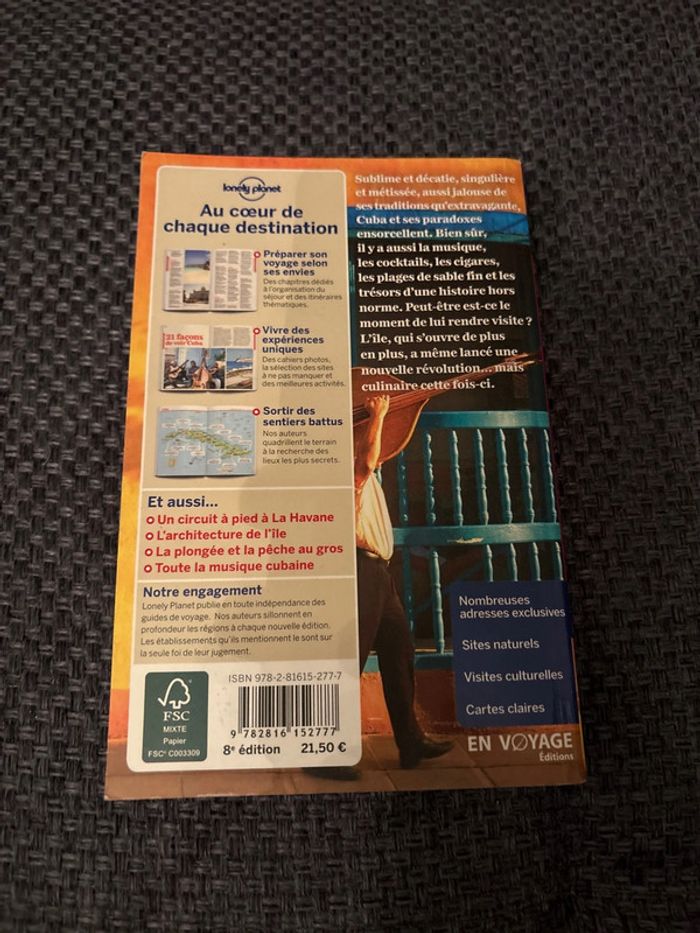 lonely planet
Au cœur de
chaque destination
Préparer son
voyage selon
ses envies
Des chapitres dédiés
à l'organisation du
séjour et des itinéraires
thématiques.
21 façons
de voir Cuba
Vivre des
expériences
uniques
Des cahiers photos,
la sélection des sites
à ne pas manquer et
des meilleures activités.
Sortir des
sentiers battus
Nos auteurs
quadrillent le terrain
à la recherche des
lieux les plus secrets.
Et aussi...
Un circuit à pied à La Havane
L'architecture de l'île
La plongée et la pêche au gros
Toute la musique cubaine
Notre engagement
Lonely Planet publie en toute indépendance des
guides de voyage. Nos auteurs sillonnent en
profondeur les régions à chaque nouvelle édition.
Les établissements qu'ils mentionnent le sont sur
la seule foi de leur jugement.
FSC
MIXTE
Papier
FSC® C003309
ISBN 978-2-81615-277-7
9 782816 152777
8e édition 21,50 €
Sublime et décatie, singulière
et métissée, aussi jalouse de
ses traditions qu'extravagante,
Cuba et ses paradoxes
ensorcellent. Bien sûr,
il y a aussi la musique,
les cocktails, les cigares,
les plages de sable fin et les
trésors d'une histoire hors
norme. Peut-être est-ce le
moment de lui rendre visite ?
L'île, qui s'ouvre de plus
en plus, a même lancé une
nouvelle révolution... mais
culinaire cette fois-ci.
Nombreuses
adresses exclusives
Sites naturels
Visites culturelles
Cartes claires
EN VOYAGE
Éditions